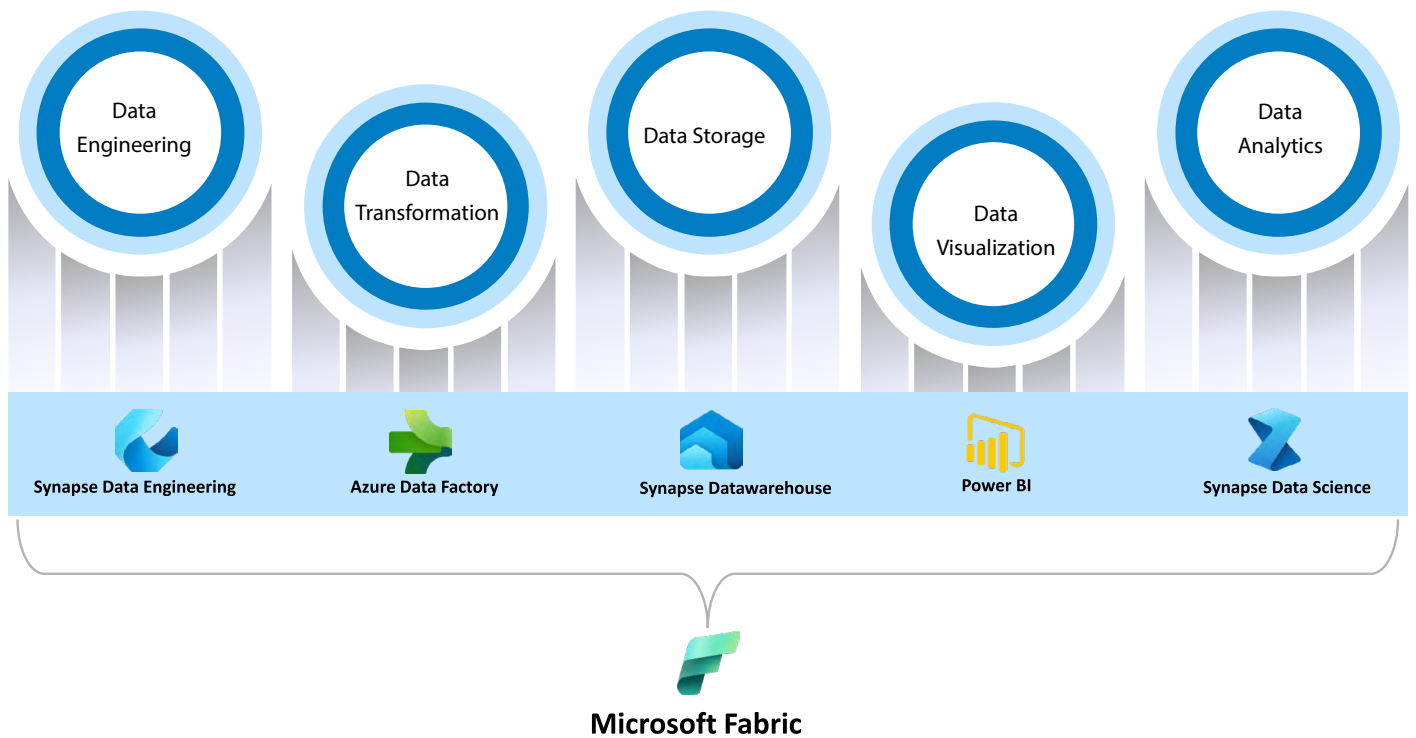 Data
Engineering
Data
Transformation
Data Storage
Data
Visualization
Data
Analytics
Synapse Data Engineering
Azure Data Factory
Synapse Datawarehouse
Power BI
Synapse Data Science
Microsoft Fabric